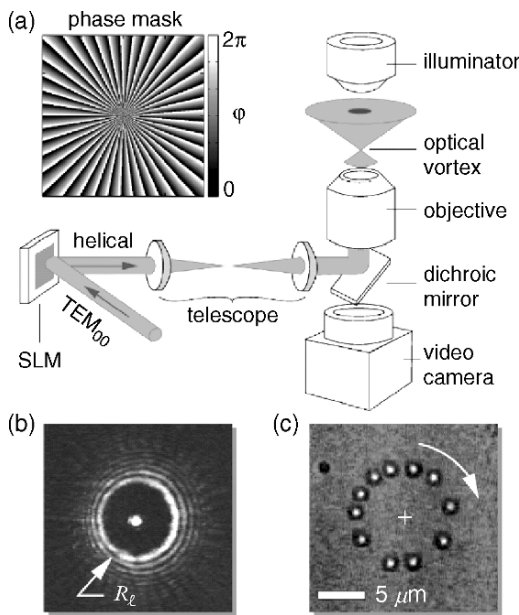 (a) phase mask
2π
φ
0
illuminator
optical
vortex
objective
helical
dichroic
mirror
TEM₀₀
telescope
SLM
video
camera
(b)
(c)
Rℓ
5 μm